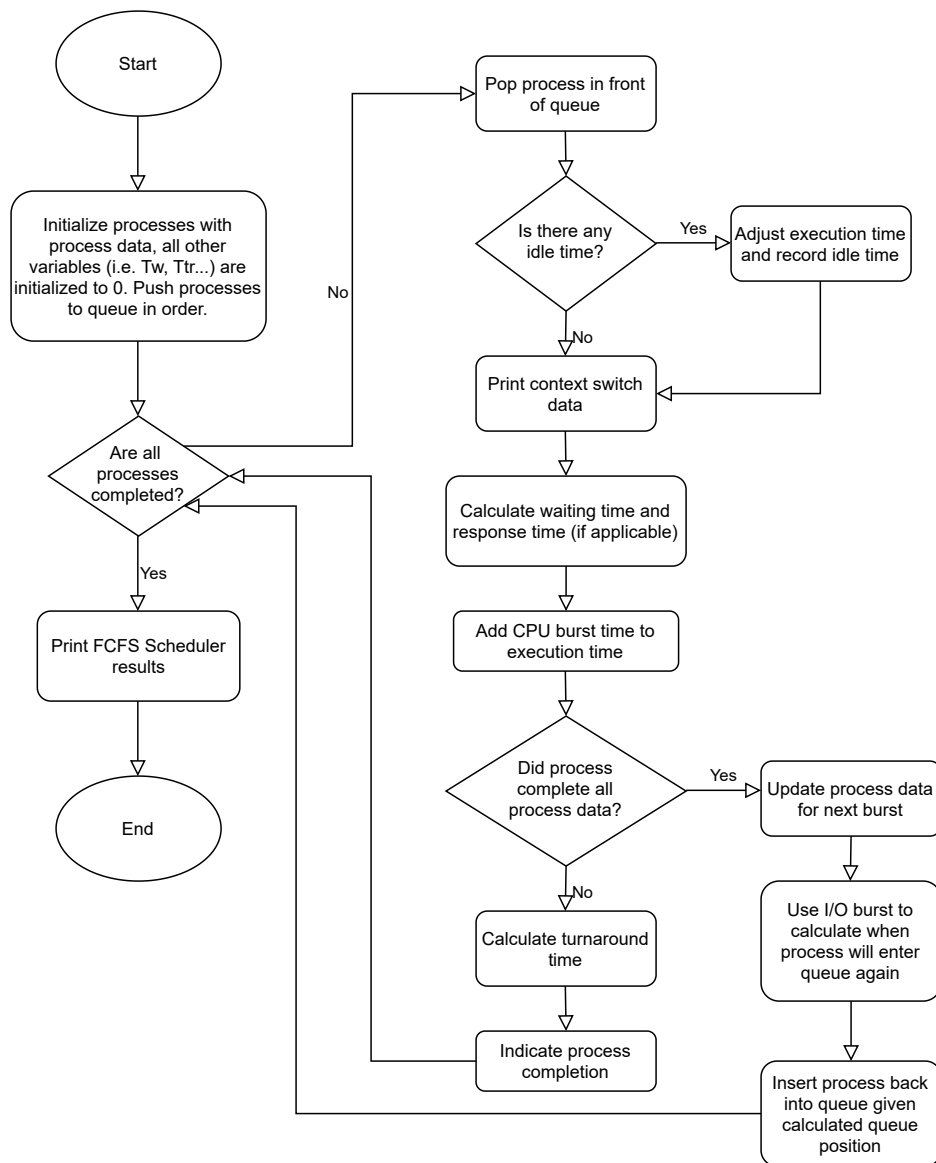 Start
Initialize processes with
process data, all other
variables (i.e. Tw, Ttr...) are
initialized to 0. Push processes
to queue in order.
Are all
processes
completed?
No
Yes
Print FCFS Scheduler
results
End
Pop process in front
of queue
Is there any
idle time?
Yes
Adjust execution time
and record idle time
No
Print context switch
data
Calculate waiting time and
response time (if applicable)
Add CPU burst time to
execution time
Did process
complete all
process data?
Yes
Update process data
for next burst
No
Use I/O burst to
calculate when
process will enter
queue again
Calculate turnaround
time
Indicate process
completion
Insert process back
into queue given
calculated queue
position